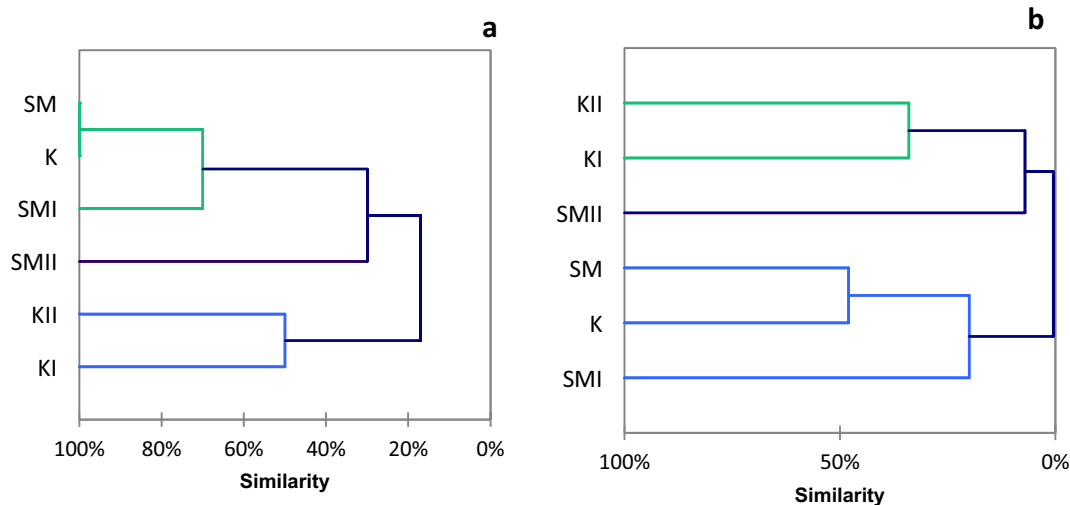 a
SM
K
SMI
SMII
KII
KI
100% 80% 60% 40% 20% 0%
Similarity
b
KII
KI
SMII
SM
K
SMI
100% 50% 0%
Similarity